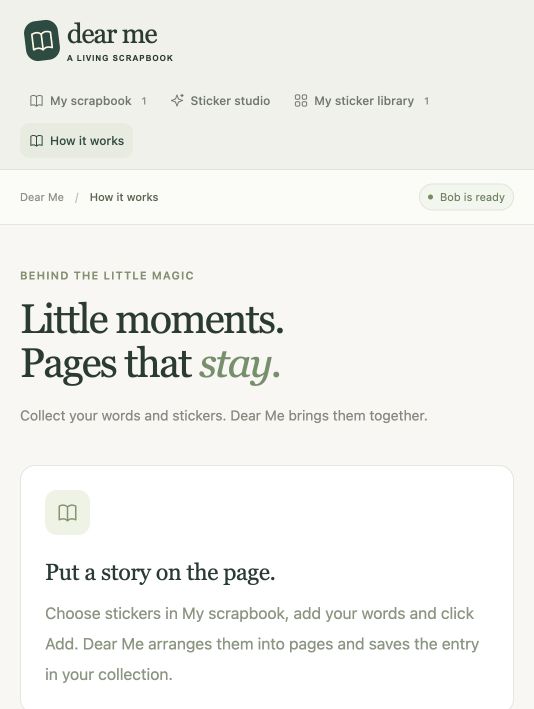 dear me
A LIVING SCRAPBOOK
My scrapbook 1
Sticker studio
My sticker library 1
How it works
Dear Me / How it works
Bob is ready
BEHIND THE LITTLE MAGIC
Little moments.
Pages that stay.
Collect your words and stickers. Dear Me brings them together.
Put a story on the page.
Choose stickers in My scrapbook, add your words and click
Add. Dear Me arranges them into pages and saves the entry
in your collection.